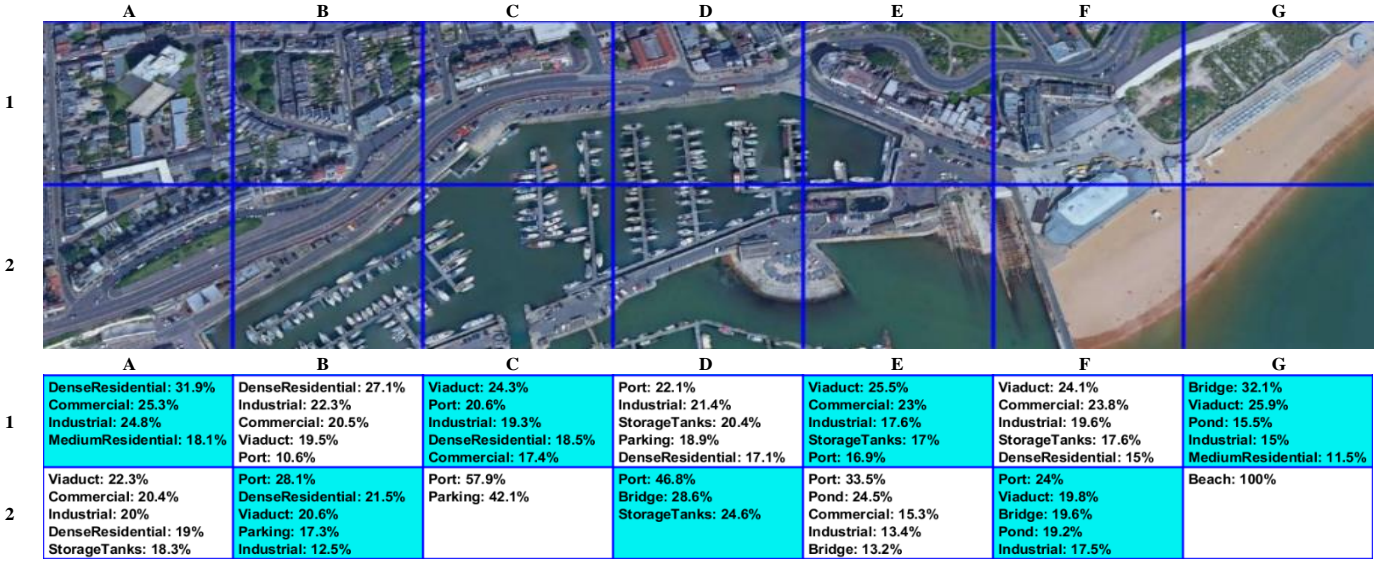 A B C D E F G
1
2
A B C D E F G
1
DenseResidential: 31.9%
Commercial: 25.3%
Industrial: 24.8%
MediumResidential: 18.1%
DenseResidential: 27.1%
Industrial: 22.3%
Commercial: 20.5%
Viaduct: 19.5%
Port: 10.6%
Viaduct: 24.3%
Port: 20.6%
Industrial: 19.3%
DenseResidential: 18.5%
Commercial: 17.4%
Port: 22.1%
Industrial: 21.4%
StorageTanks: 20.4%
Parking: 18.9%
DenseResidential: 17.1%
Viaduct: 25.5%
Commercial: 23%
Industrial: 17.6%
StorageTanks: 17%
Port: 16.9%
Viaduct: 24.1%
Commercial: 23.8%
Industrial: 19.6%
StorageTanks: 17.6%
DenseResidential: 15%
Bridge: 32.1%
Viaduct: 25.9%
Pond: 15.5%
Industrial: 15%
MediumResidential: 11.5%
2
Viaduct: 22.3%
Commercial: 20.4%
Industrial: 20%
DenseResidential: 19%
StorageTanks: 18.3%
Port: 28.1%
DenseResidential: 21.5%
Viaduct: 20.6%
Parking: 17.3%
Industrial: 12.5%
Port: 57.9%
Parking: 42.1%
Port: 46.8%
Bridge: 28.6%
StorageTanks: 24.6%
Port: 33.5%
Pond: 24.5%
Commercial: 15.3%
Industrial: 13.4%
Bridge: 13.2%
Port: 24%
Viaduct: 19.8%
Bridge: 19.6%
Pond: 19.2%
Industrial: 17.5%
Beach: 100%